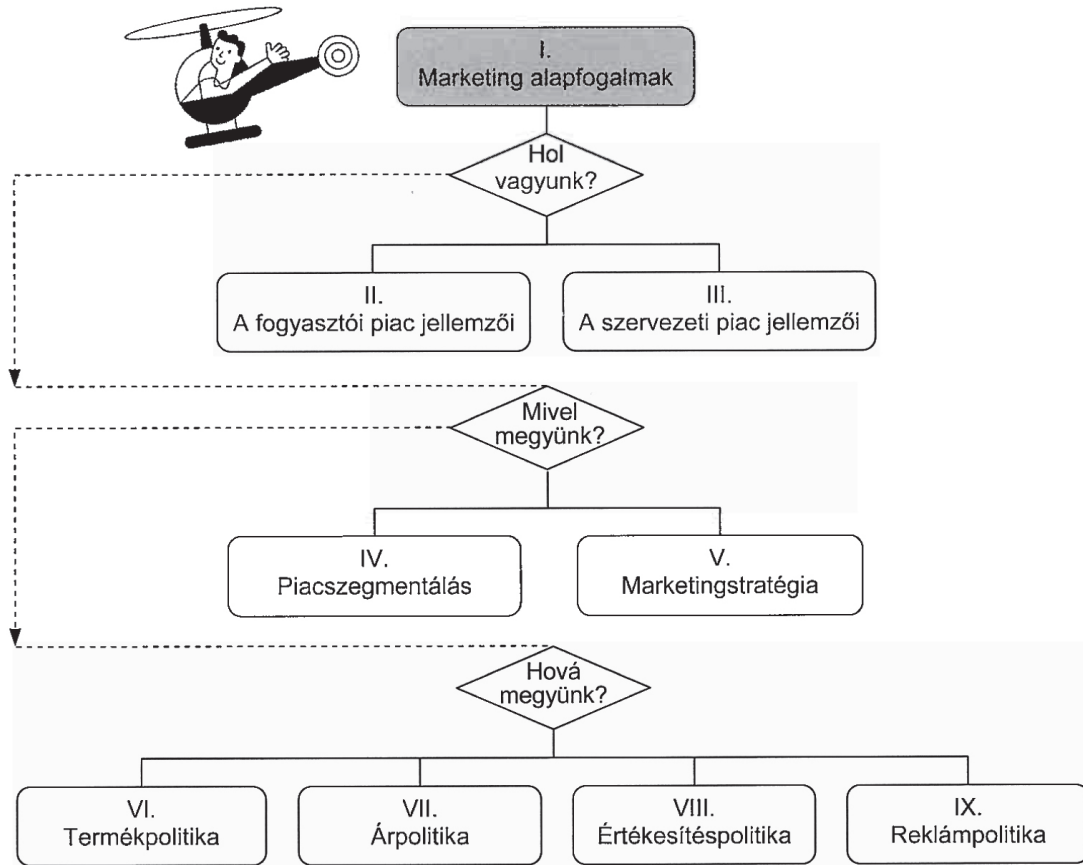 I.
Marketing alapfogalmak
Hol
vagyunk?
II.
A fogyasztói piac jellemzői
III.
A szervezeti piac jellemzői
Mivel
megyünk?
IV.
Piacszegmentálás
V.
Marketingstratégia
Hová
megyünk?
VI.
Termékpolitika
VII.
Árpolitika
VIII.
Értékesítéspolitika
IX.
Reklámpolitika